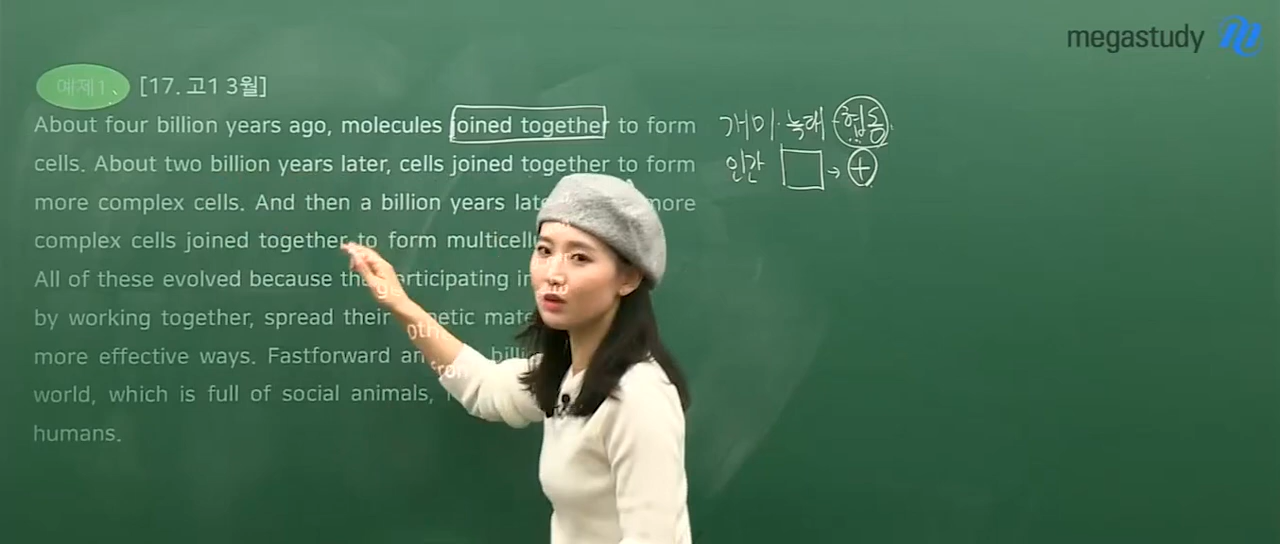 megastudy
예제1.
[17. 고1 3월]
About four billion years ago, molecules joined together to form
cells. About two billion years later, cells joined together to form
more complex cells. And then a billion years more
complex cells joined together to form
All of these evolved because participating
by working together, spread their
more effective ways. Fastforward
world, which is full of social animals,
humans.
개미·늑대-협동
인간 □→+